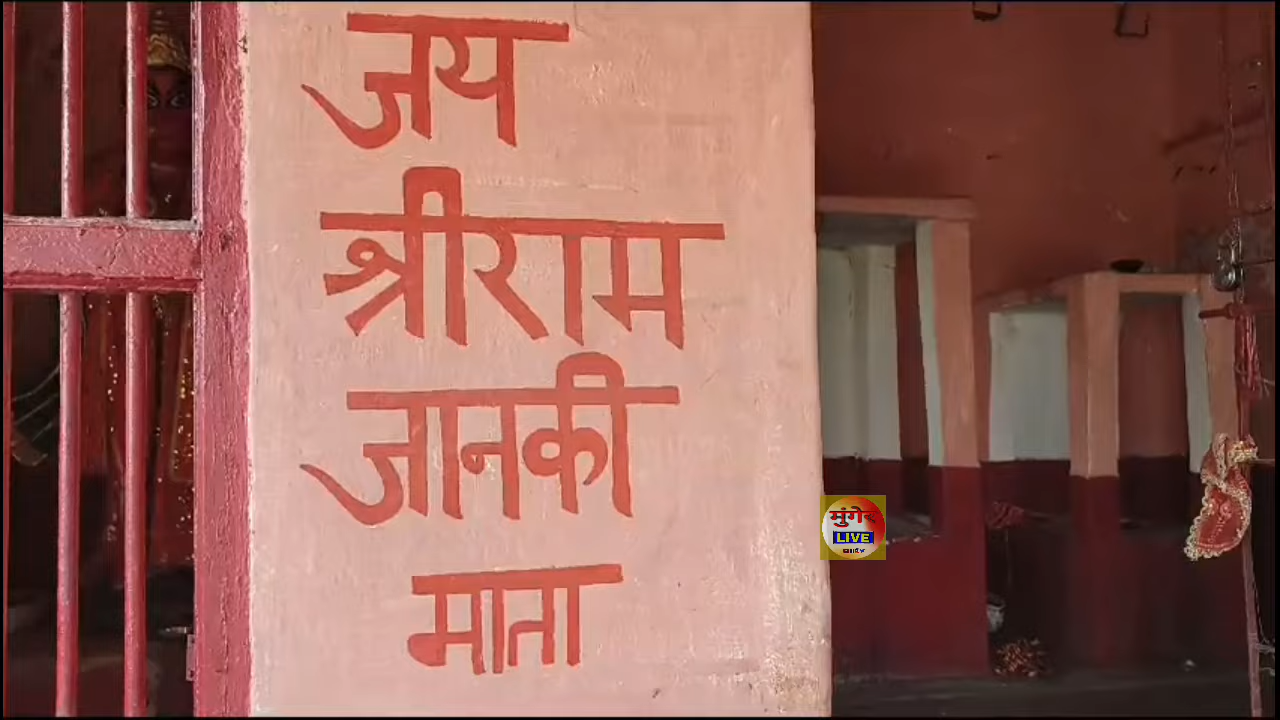 जय
श्रीराम
जानकी
माता
मुंगेर
LIVE